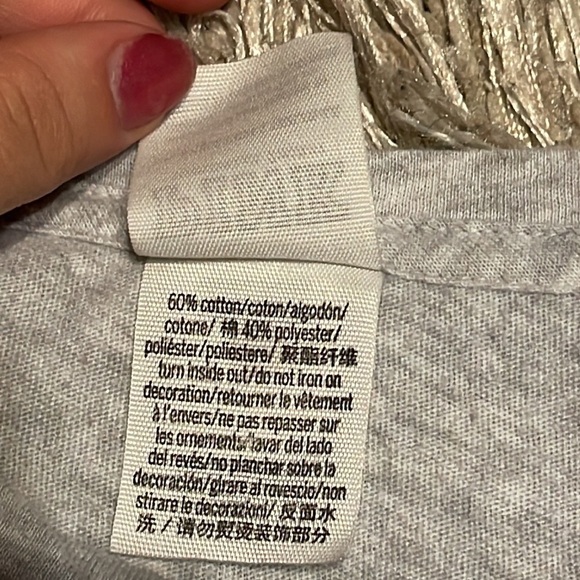 60% cotton/coton/algodón/
cotone/ 棉 40% polyester/
poliéster/poliestere/ 聚酯纤维
turn inside out/do not iron on
decoration/retourner le vêtement
à l'envers/ne pas repasser sur
les ornements/lavar del lado
del revés/no planchar sobre la
decoración/girare al rovescio/non
stirare le decorazioni/ 反面水
洗 / 请勿熨烫装饰部分